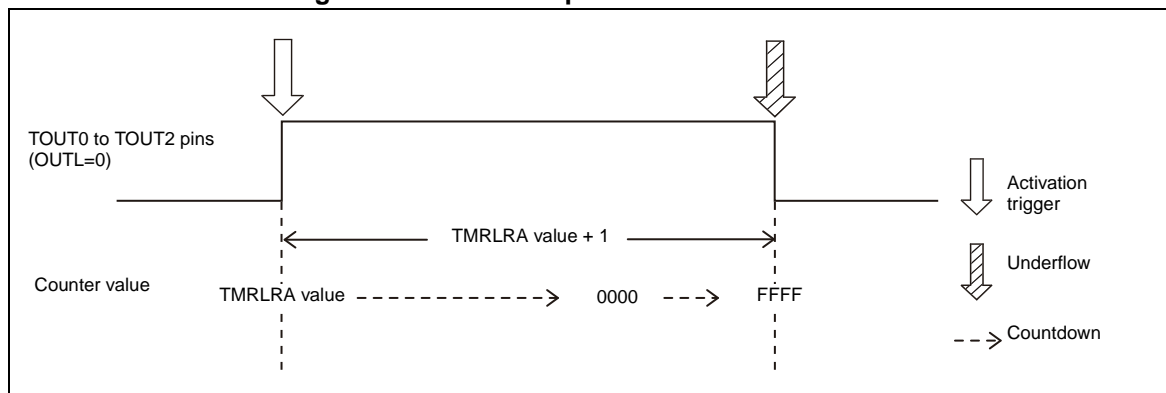 TOUT0 to TOUT2 pins
(OUTL=0)
Activation
trigger
TMRLRA value + 1
Underflow
Counter value
TMRLRA value
0000
FFFF
Countdown